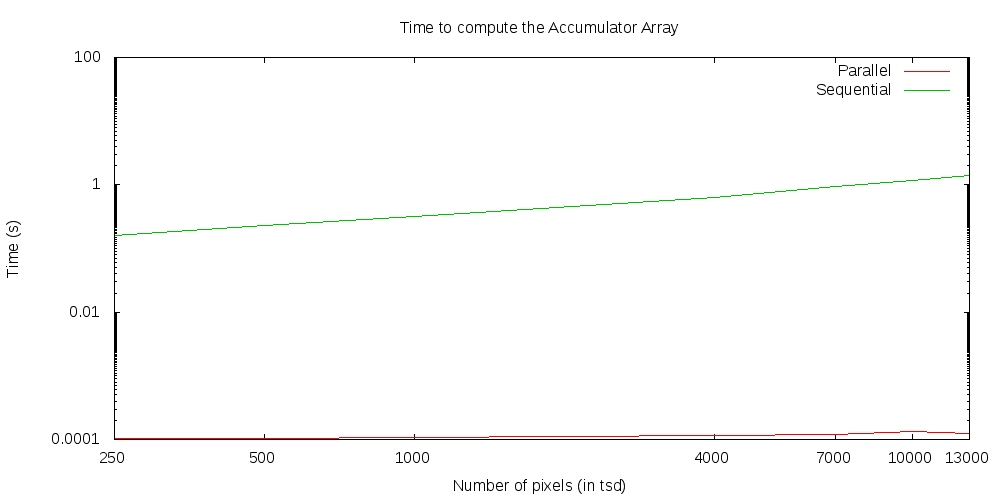 Time to compute the Accumulator Array
Parallel
Sequential
100
1
0.01
0.0001
Time (s)
250 500 1000 4000 7000 10000 13000
Number of pixels (in tsd)